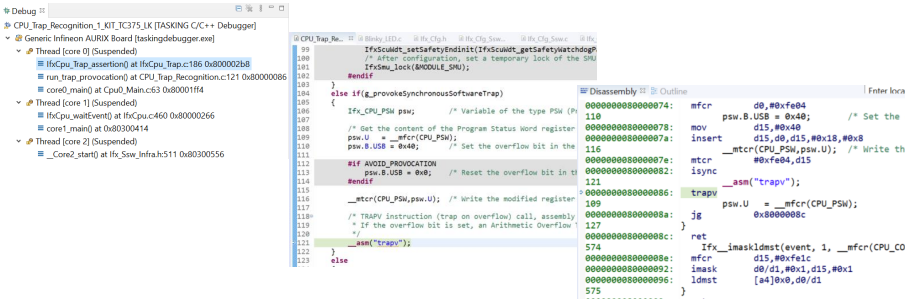 Debug
CPU_Trap_Recognition_1_KIT_TC375_LK [TASKING C/C++ Debugger]
Generic Infineon AURIX Board [taskingdebugger.exe]
Thread [core 0] (Suspended)
IfxCpu_Trap_assertion() at IfxCpu_Trap.c:186 0x800002b8
run_trap_provocation() at CPU_Trap_Recognition.c:121 0x80000086
core0_main() at Cpu0_Main.c:63 0x80001ff4
Thread [core 1] (Suspended)
IfxCpu_waitEvent() at IfxCpu.c:460 0x80000266
core1_main() at 0x80300414
Thread [core 2] (Suspended)
__Core2_start() at Ifx_Ssw_Infra.h:511 0x80300556
CPU_Trap_Re... Blinky_LED.c Ifx_Cfg.h Ifx_Cfg_Ssw... Ifx_Cfg_Ssw.c Ifx_
99 IfxScuWdt_setSafetyEndinit(IfxScuWdt_getSafetyWatchdogP
100 /* After configuration, set a temporary lock of the SMU
101 IfxSmu_lock(&MODULE_SMU);
102 #endif
103 }
104 else if(g_provokeSynchronousSoftwareTrap)
105 {
106 Ifx_CPU_PSW psw; /* Variable of the type PSW (Pr
107
108 /* Get the content of the Program Status Word register
109 psw.U = __mfcr(CPU_PSW);
110 psw.B.USB = 0x40; /* Set the overflow bit in the
111
112 #if AVOID_PROVOCATION
113 psw.B.USB = 0x0; /* Reset the overflow bit in th
114 #endif
115
116 __mtcr(CPU_PSW,psw.U); /* Write the modified register
117
118 /* TRAPV instruction (trap on overflow) call, assembly
119 * If the overflow bit is set, an Arithmetic Overflow T
120 */
121 __asm("trapv");
122 }
123 else
Disassembly Outline Enter loca
0000000080000074: mfcr d0,#0xfe04
110 psw.B.USB = 0x40; /* Set the
0000000080000078: mov d15,#0x40
000000008000007a: insert d15,d0,d15,#0x18,#0x8
116 __mtcr(CPU_PSW,psw.U); /* Write th
000000008000007e: mtcr #0xfe04,d15
0000000080000082: isync
121 __asm("trapv");
0000000080000086: trapv
109 psw.U = __mfcr(CPU_PSW);
000000008000008a: jg 0x8000008c
127 }
000000008000008c: ret
574 Ifx__imaskldmst(event, 1, __mfcr(CPU_CO
000000008000008e: mfcr d15,#0xfe1c
0000000080000092: imask d0/d1,#0x1,d15,#0x1
0000000080000096: ldmst [a4]0x0,d0/d1
575 }